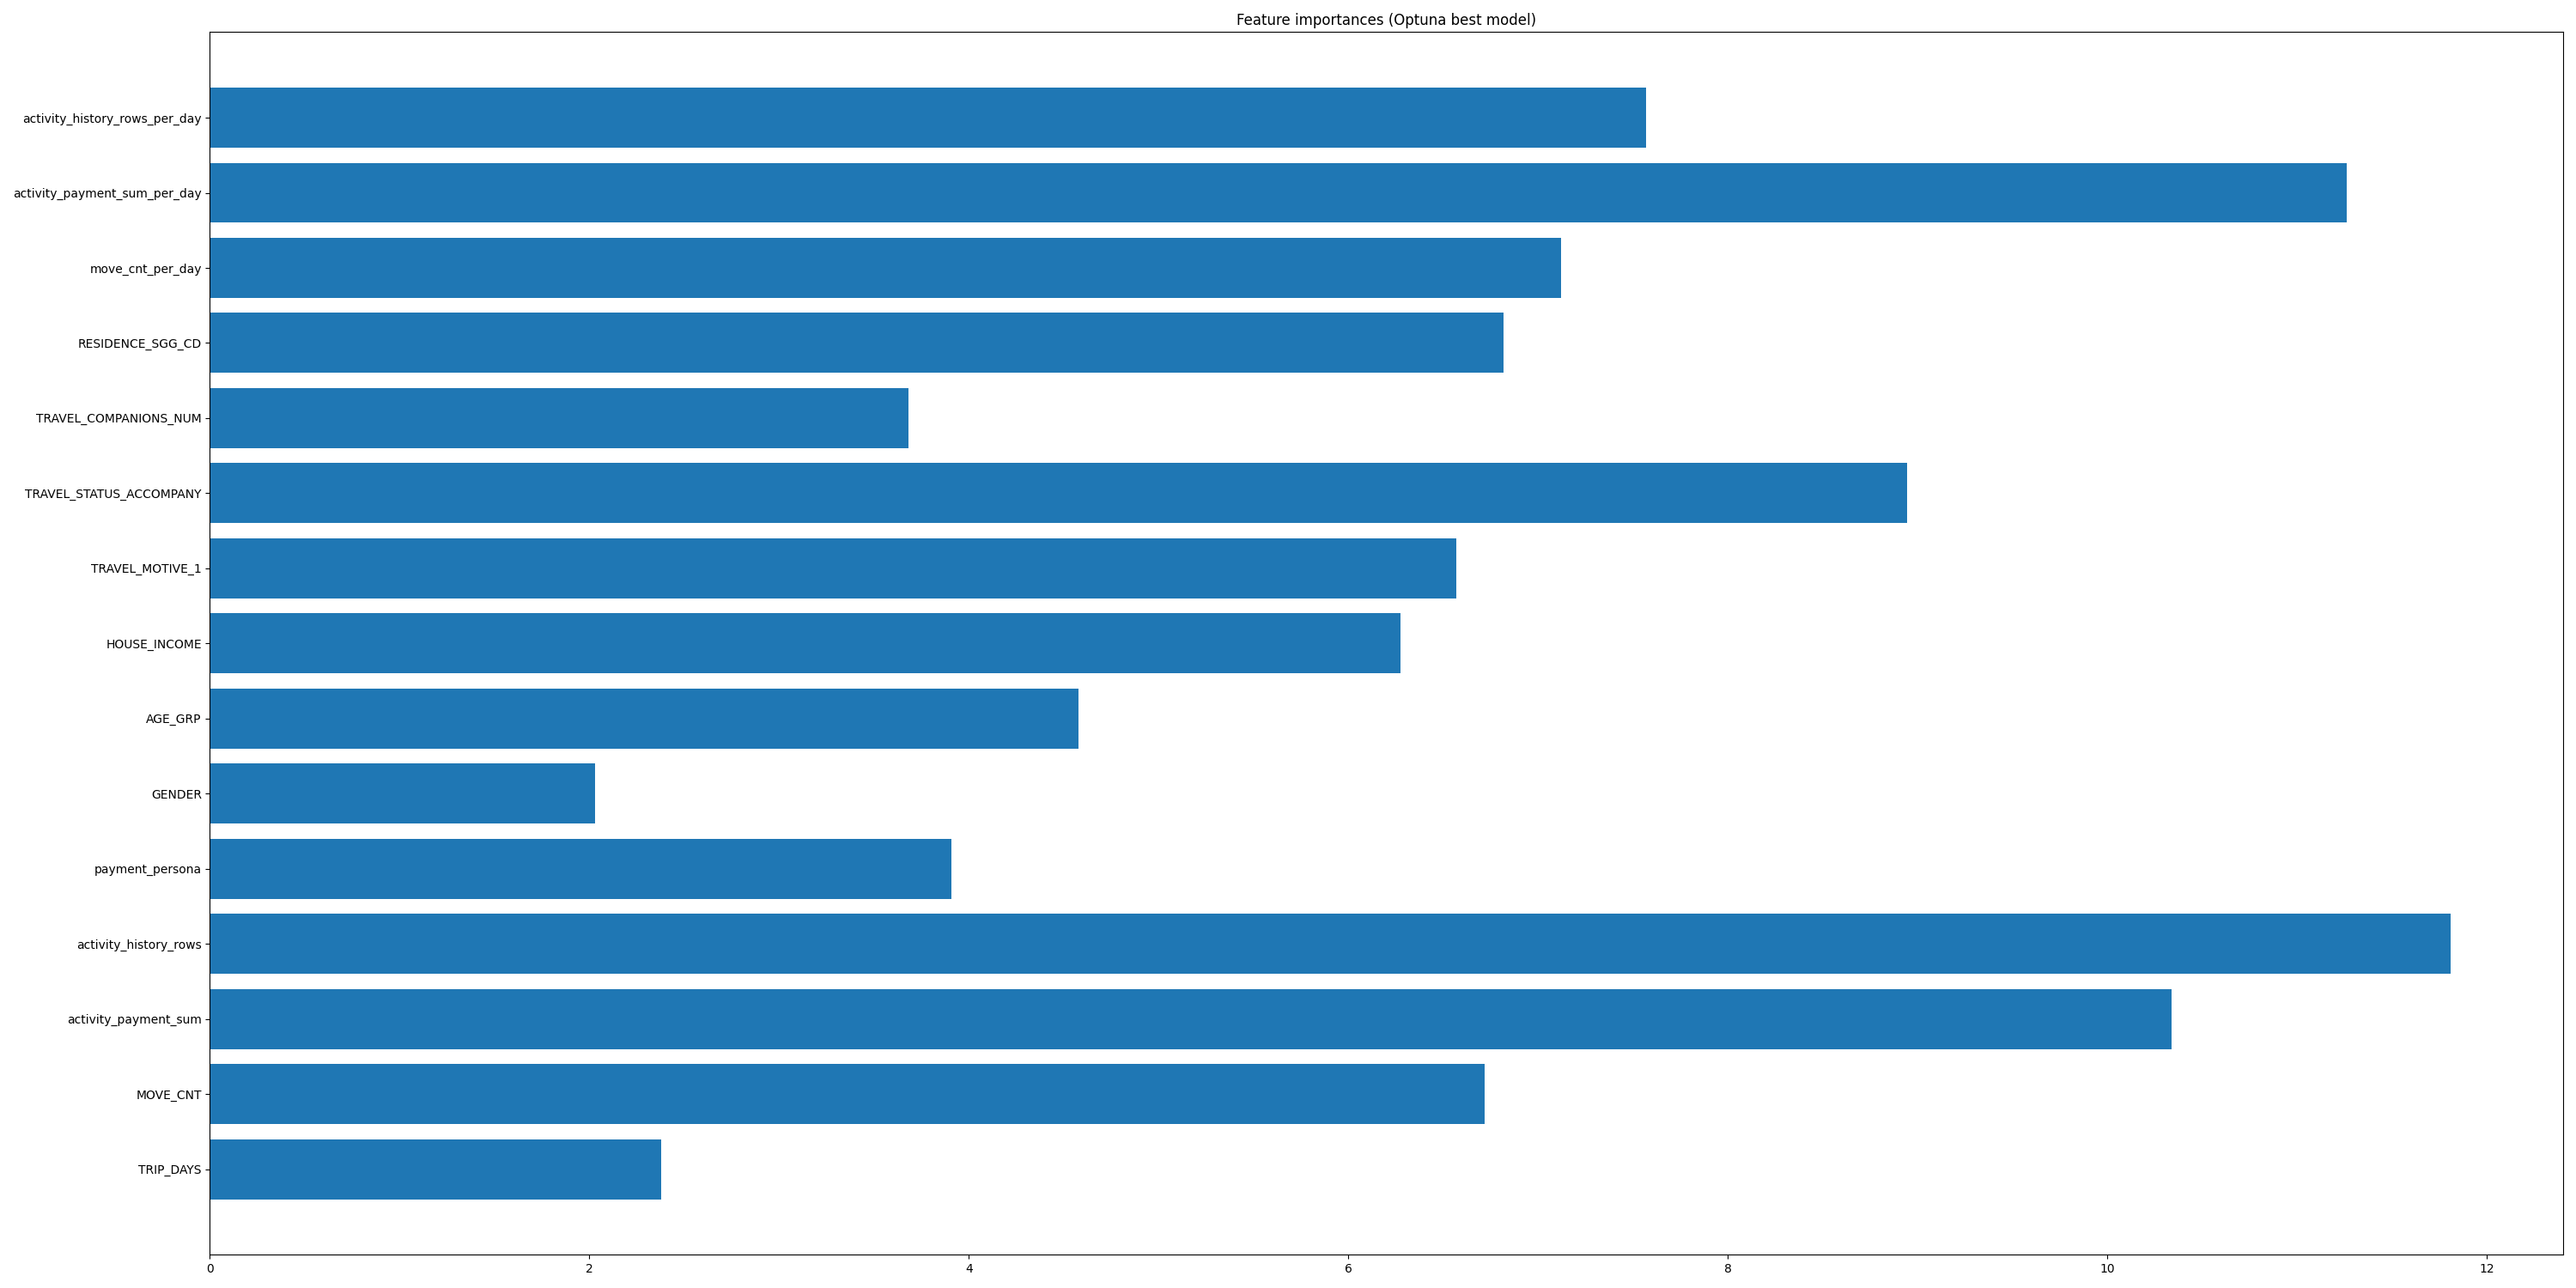 Feature importances (Optuna best model)
activity_history_rows_per_day
activity_payment_sum_per_day
move_cnt_per_day
RESIDENCE_SGG_CD
TRAVEL_COMPANIONS_NUM
TRAVEL_STATUS_ACCOMPANY
TRAVEL_MOTIVE_1
HOUSE_INCOME
AGE_GRP
GENDER
payment_persona
activity_history_rows
activity_payment_sum
MOVE_CNT
TRIP_DAYS
0 2 4 6 8 10 12